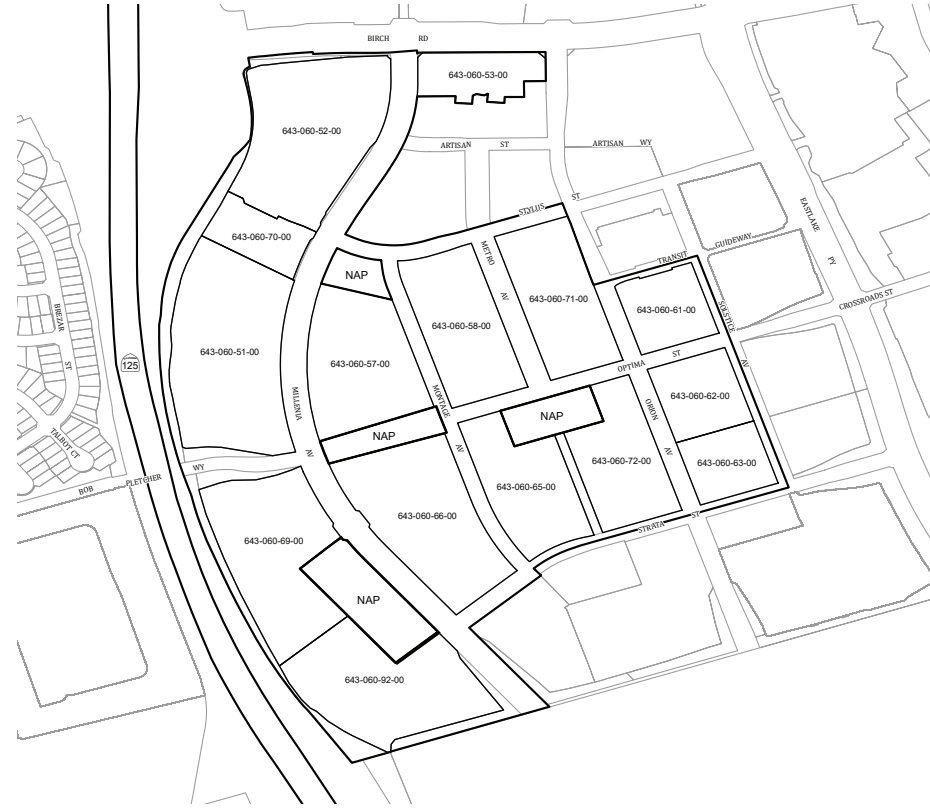 BIRCH RD
643-060-53-00
643-060-52-00
ARTISAN ST
ARTISAN WY
STYLUS ST
EASTLAKE PY
643-060-70-00
METRO AV
TRANSIT GUIDEWAY
NAP
643-060-71-00
CROSSROADS ST
643-060-61-00
SOLSTICE AV
643-060-58-00
BREZAR ST
643-060-51-00
125
643-060-57-00
OPTIMA ST
MILLENIA AV
MONTAGE AV
643-060-62-00
ORION AV
NAP
NAP
TALBOT CT
643-060-72-00
643-060-63-00
BOB PLETCHER WY
643-060-65-00
643-060-66-00
STRATA ST
643-060-69-00
NAP
643-060-92-00